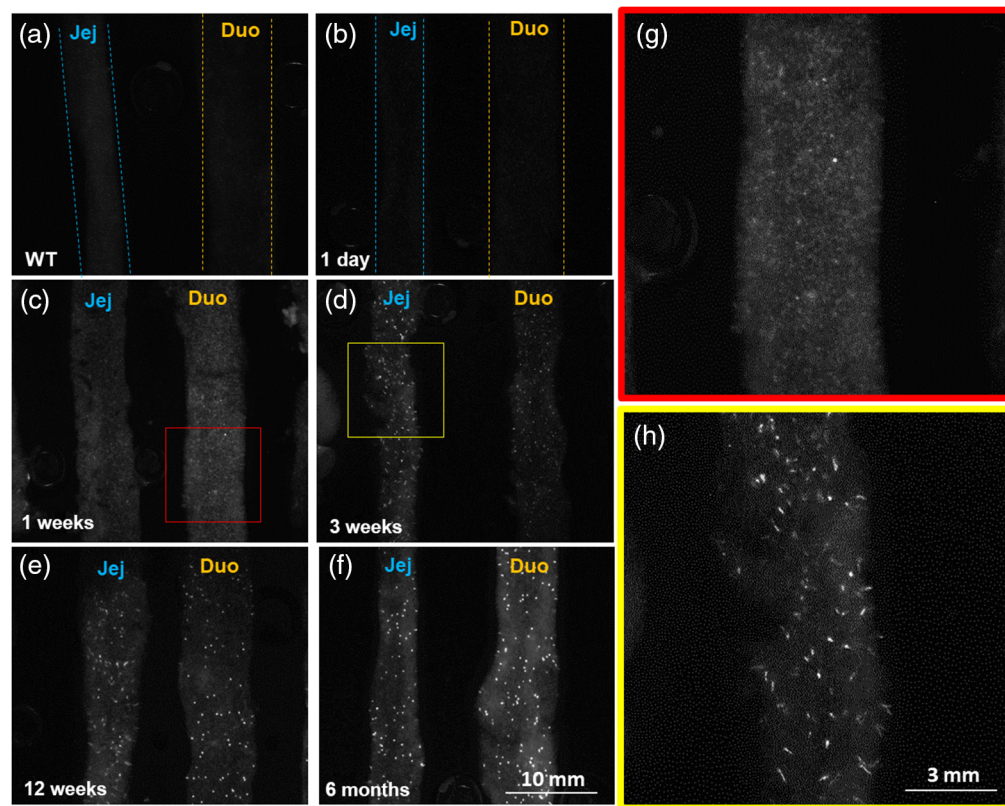 (a)
Jej
Duo
WT
(b)
Jej
Duo
1 day
(c)
Jej
Duo
1 weeks
(d)
Jej
Duo
3 weeks
(e)
Jej
Duo
12 weeks
(f)
Jej
Duo
6 months
10 mm
(g)
(h)
3 mm